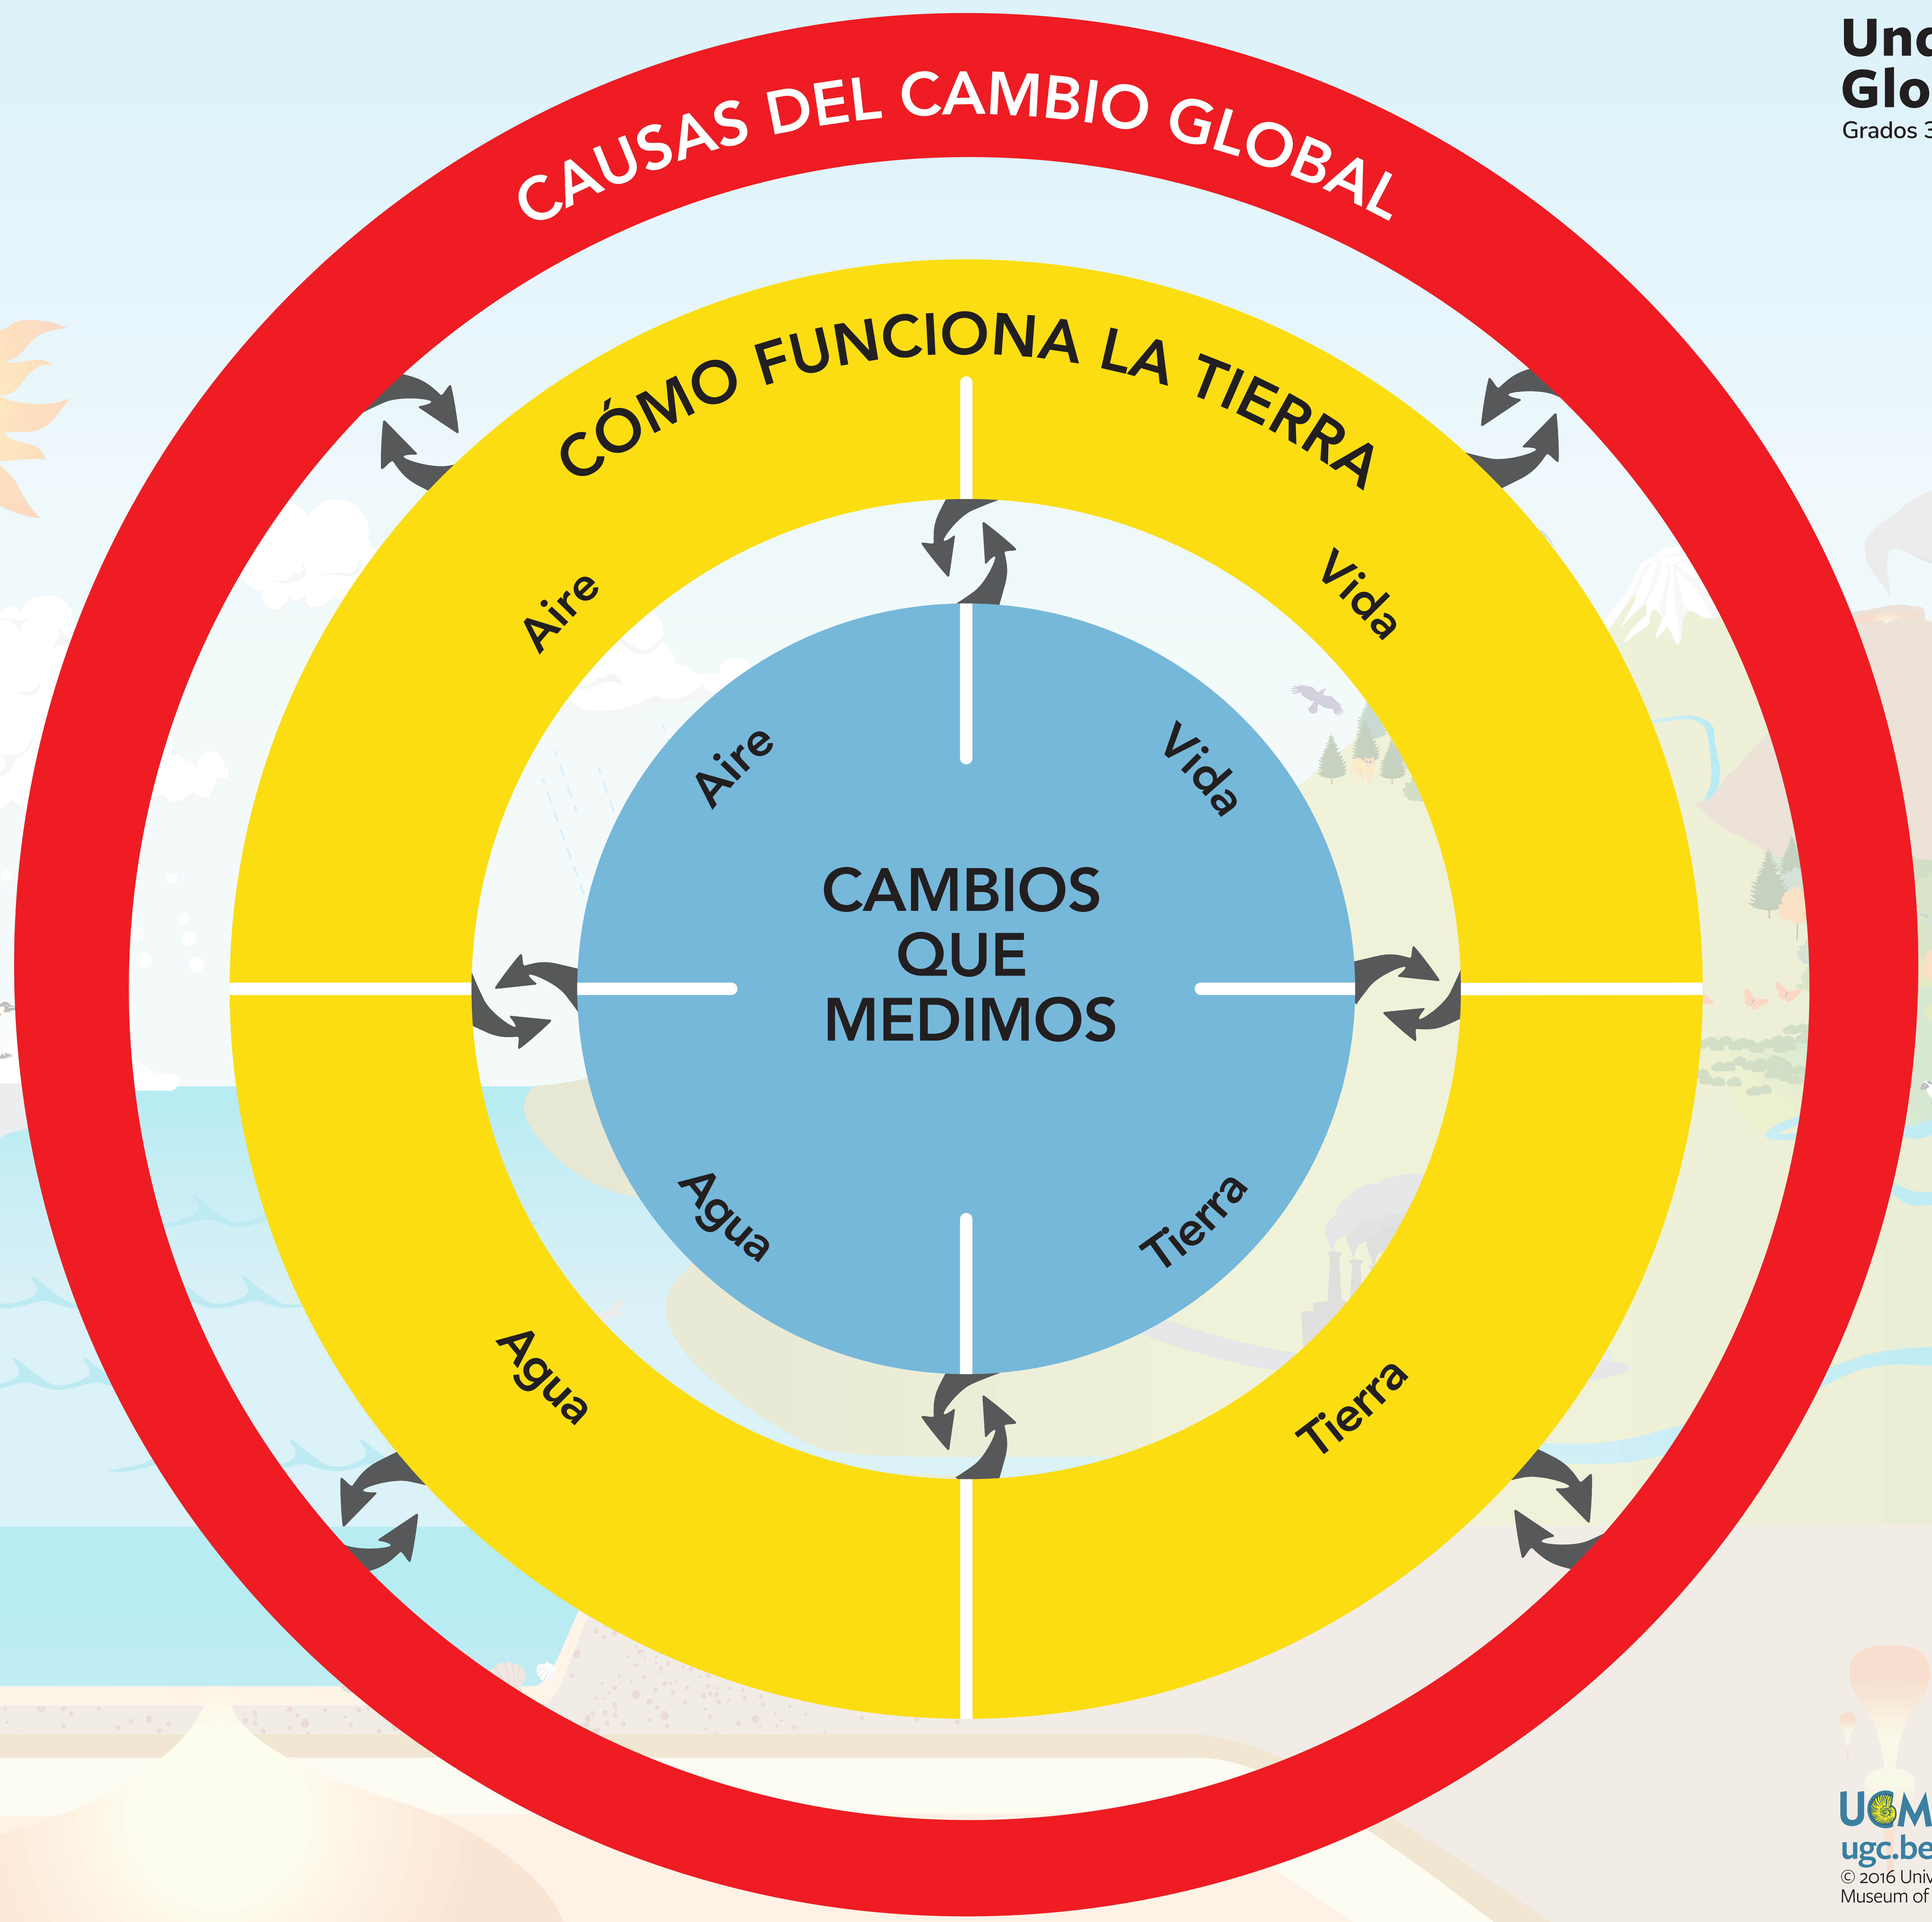 CAUSAS DEL CAMBIO GLOBAL
Grados 3
CÓMO FUNCIONA LA TIERRA
Aire
Vida
Aire
Vida
CAMBIOS
QUE
MEDIMOS
Agua
Tierra
Agua
Tierra
ugc.be
© 2016 Univ
Museum of